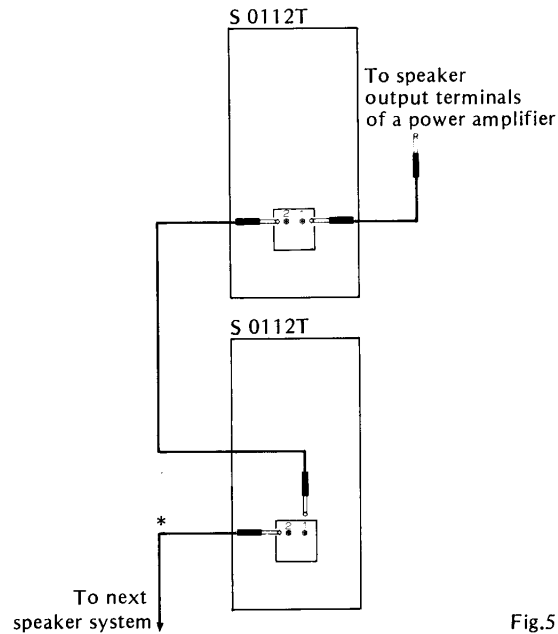 S 0112T
To speaker
output terminals
of a power amplifier
2 1
S 0112T
2 1
*
To next
speaker system
Fig.5